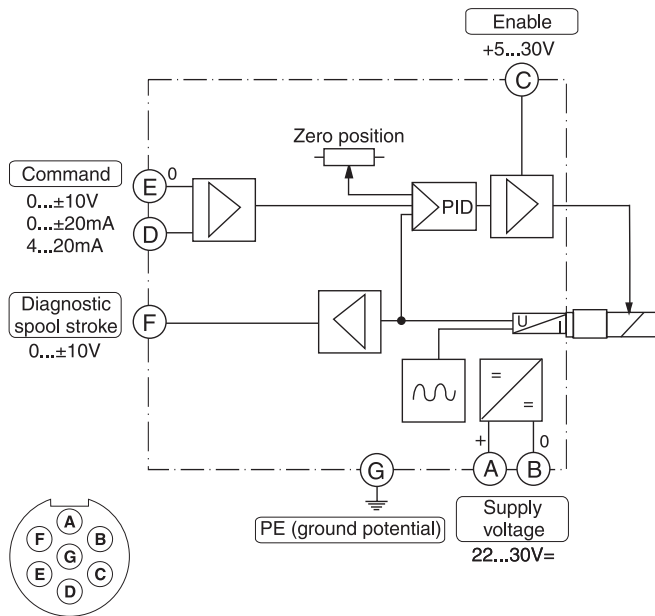 Enable
+5...30V
C
Zero position
Command
0...±10V
0...±20mA
4...20mA
E
0
D
PID
Diagnostic
spool stroke
0...±10V
F
U
I
=
=
+
0
A
B
G
PE (ground potential)
Supply
voltage
22...30V=
A
F
B
G
E
C
D